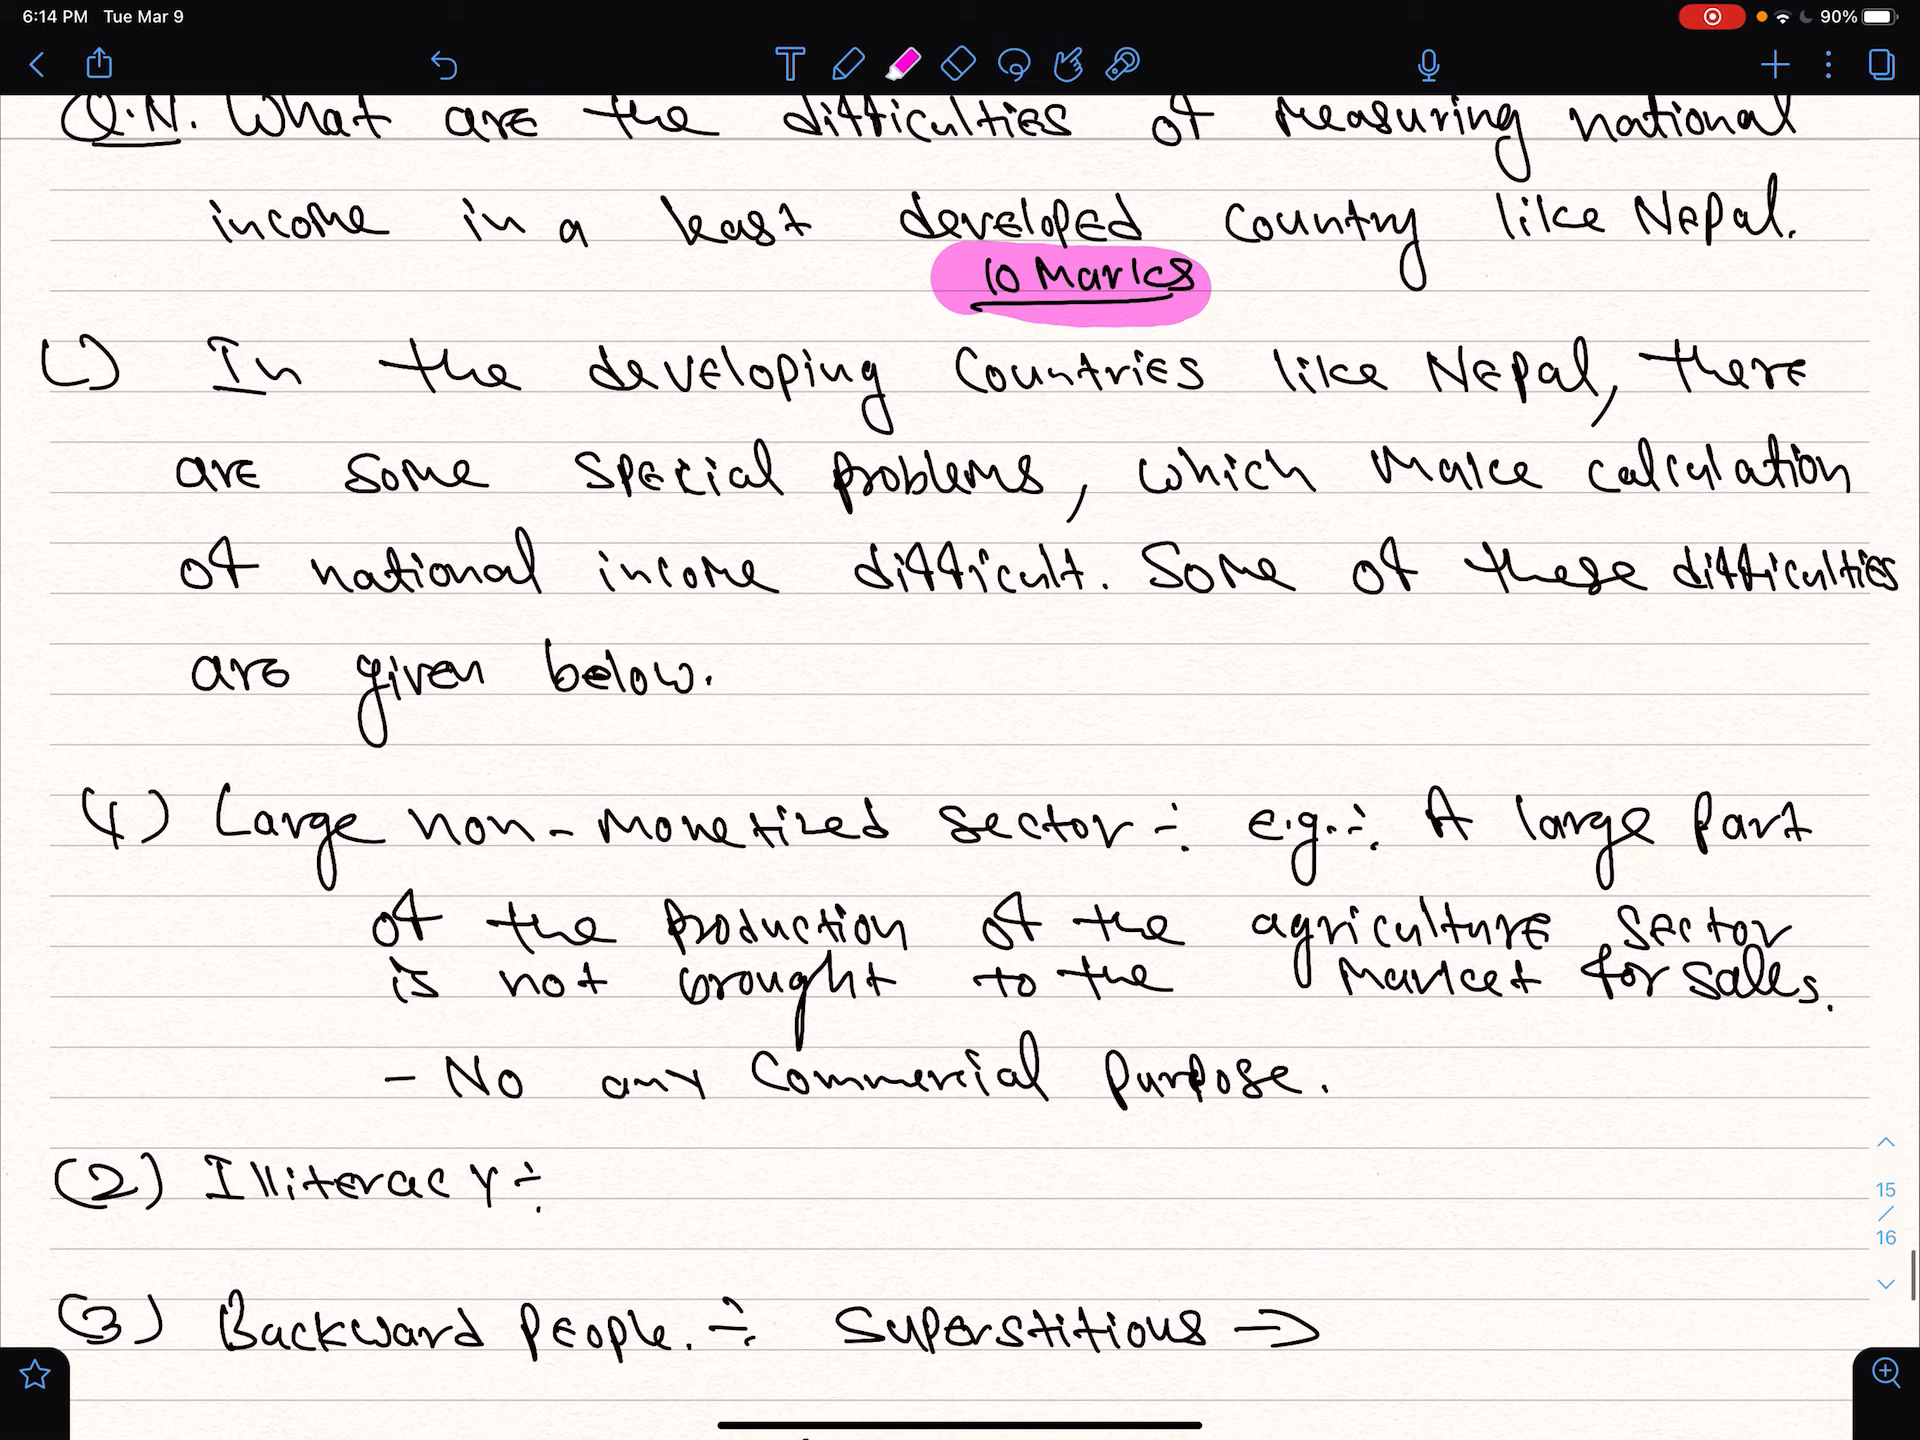 6:14 PM Tue Mar 9
90%
Q.N. What are the difficulties of measuring national
income in a least developed country like Nepal.
10 Marks
↳ In the developing countries like Nepal, there
are some special problems, which make calculation
of national income difficult. Some of these difficulties
are given below.
(1) Large non-monetized sector ÷ e.g. ÷ A large part
of the production of the agriculture sector
is not brought to the market for sales.
- No any commercial purpose.
(2) Illiteracy ÷
15
/
16
(3) Backward People. ÷ Superstitious →